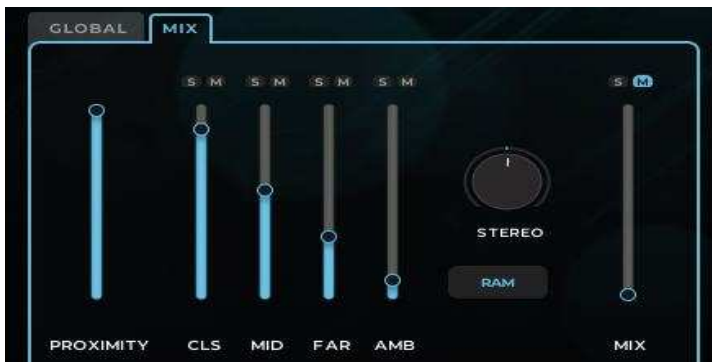 GLOBAL MIX
S M S M S M S M S M
STEREO
RAM
PROXIMITY CLS MID FAR AMB MIX